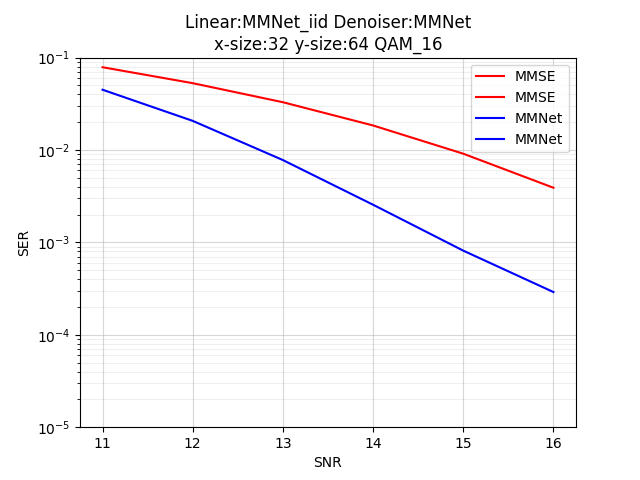 Linear:MMNet_iid Denoiser:MMNet
x-size:32 y-size:64 QAM_16
MMSE
MMSE
MMNet
MMNet
10⁻¹
10⁻²
10⁻³
10⁻⁴
10⁻⁵
SER
11 12 13 14 15 16
SNR